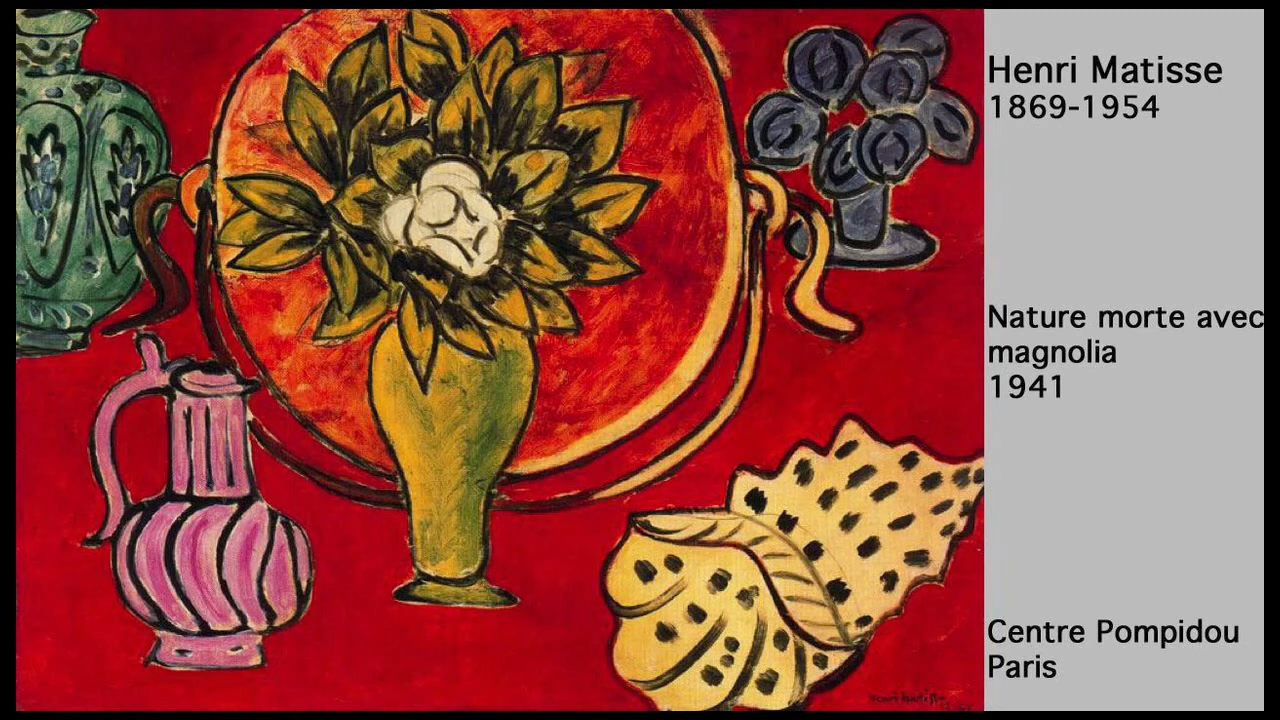 Henri Matisse
1869-1954
Nature morte avec
magnolia
1941
Centre Pompidou
Paris